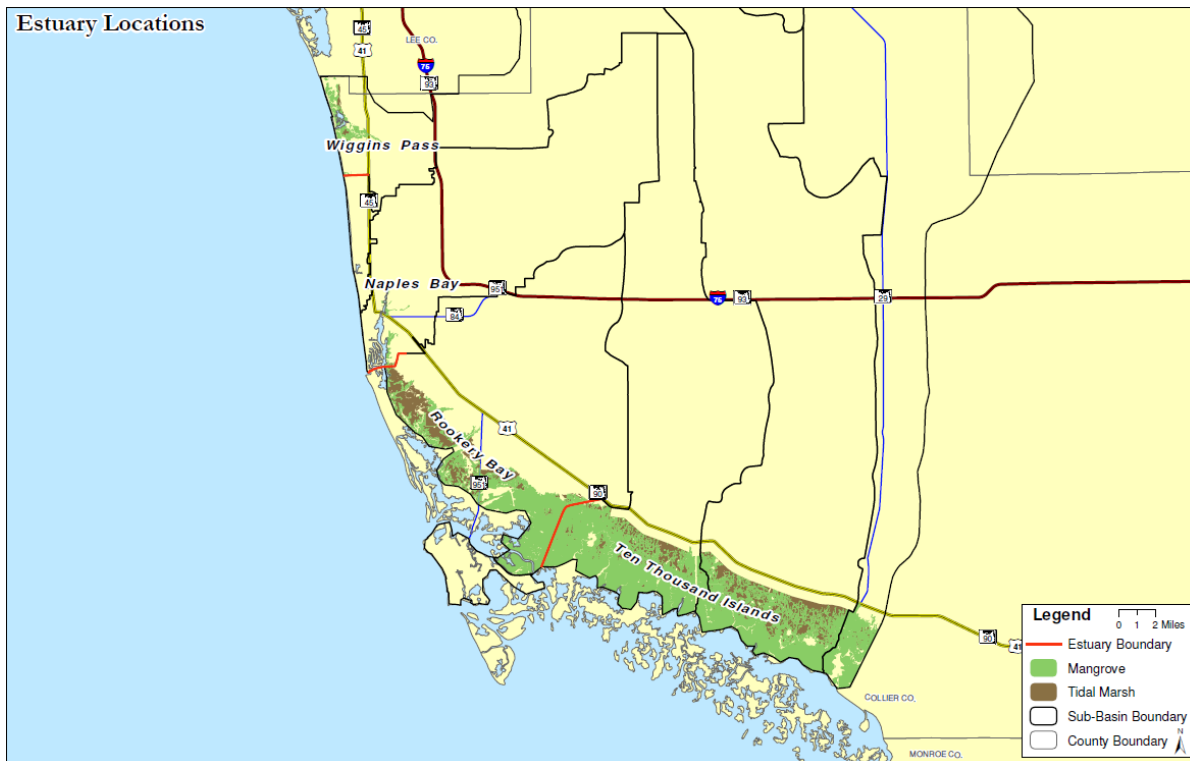 Estuary Locations
45
LEE CO.
41
75
93
Wiggins Pass
45
Naples Bay
951
75
93
29
84
Rookery Bay
41
951
90
Ten Thousand Islands
90
41
COLLIER CO.
MONROE CO.
Legend
0 1 2 Miles
Estuary Boundary
Mangrove
Tidal Marsh
Sub-Basin Boundary
County Boundary
N